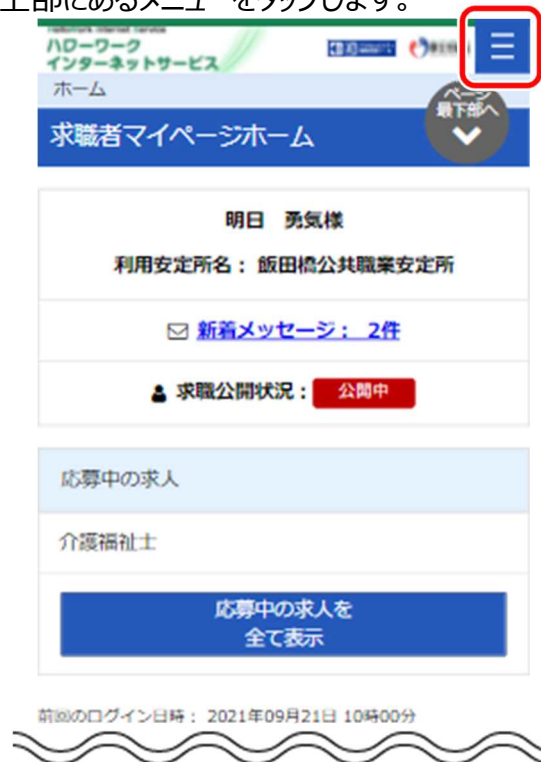 上部にあるメニューをタップします。
ハローワーク
インターネットサービス
ホーム
ページ
最下部へ
求職者マイページホーム
明日　勇気様
利用安定所名： 飯田橋公共職業安定所
新着メッセージ： 2件
求職公開状況： 公開中
応募中の求人
介護福祉士
応募中の求人を
全て表示
前回のログイン日時： 2021年09月21日 10時00分